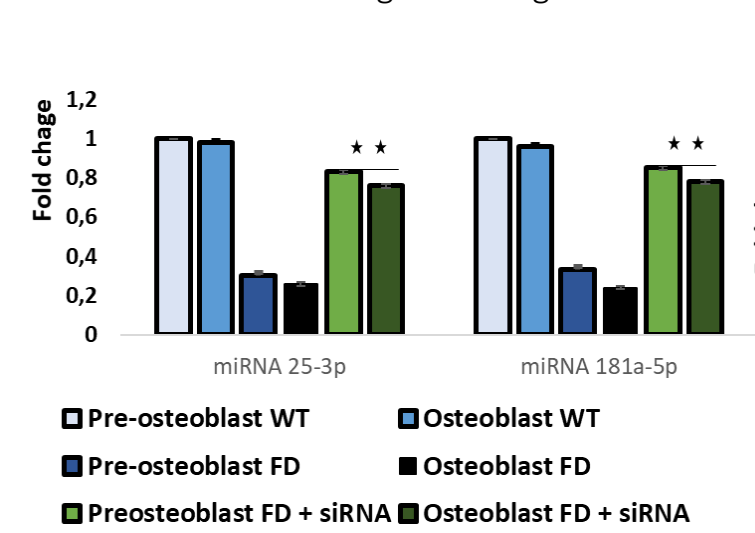 Fold chage
1,2
1
0,8
0,6
0,4
0,2
0
★ ★
★ ★
miRNA 25-3p
miRNA 181a-5p
Pre-osteoblast WT
Osteoblast WT
Pre-osteoblast FD
Osteoblast FD
Preosteoblast FD + siRNA
Osteoblast FD + siRNA